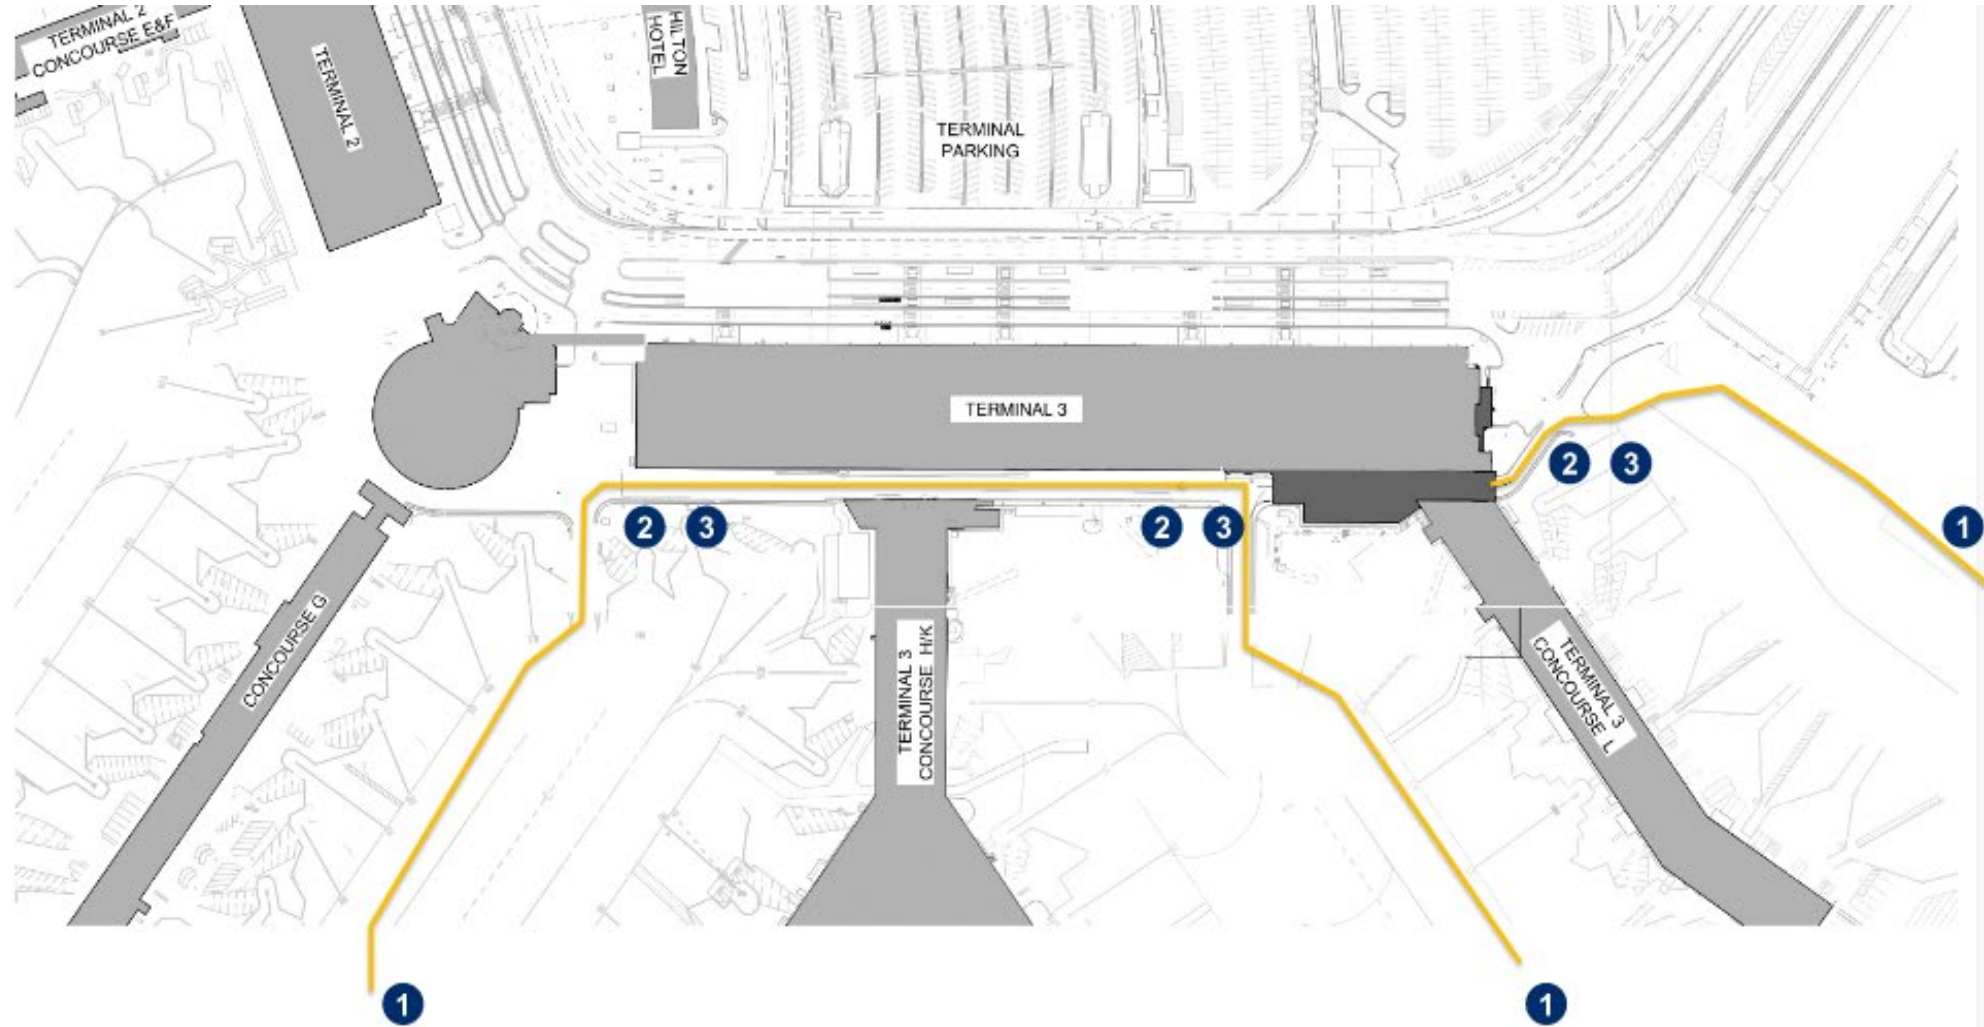 TERMINAL 2
CONCOURSE E&F
TERMINAL 2
HILTON
HOTEL
TERMINAL
PARKING
TERMINAL 3
2 3
1
2 3
2 3
CONCOURSE G
TERMINAL 3
CONCOURSE H/K
TERMINAL 3
CONCOURSE L
1
1